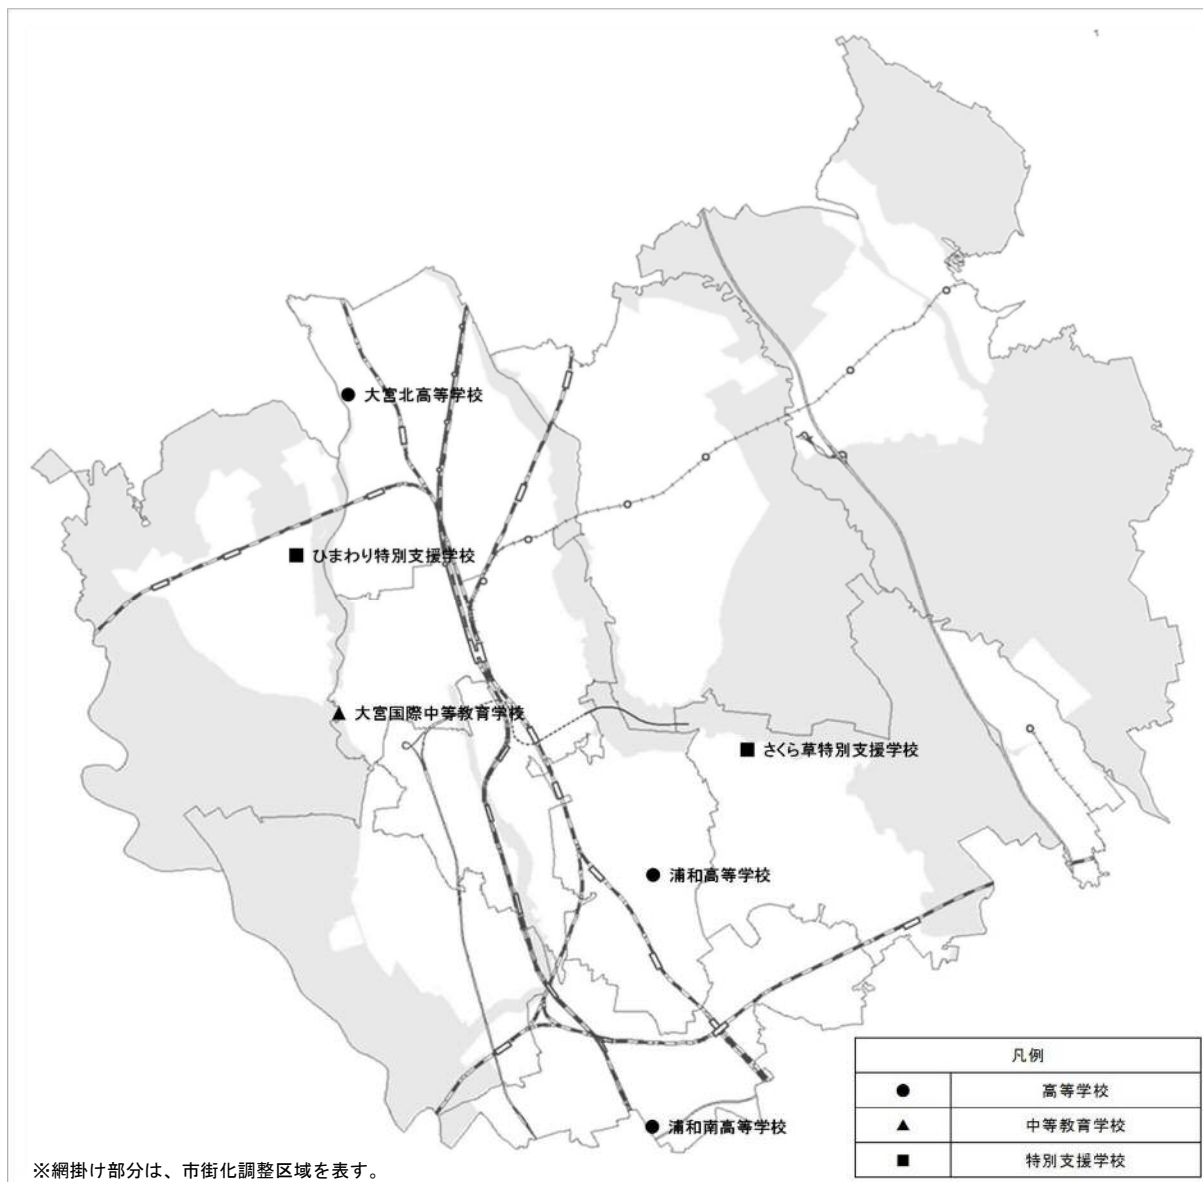 大宮北高等学校
ひまわり特別支援学校
大宮国際中等教育学校
さくら草特別支援学校
浦和高等学校
浦和南高等学校
凡例
● 高等学校
▲ 中等教育学校
■ 特別支援学校
※網掛け部分は、市街化調整区域を表す。